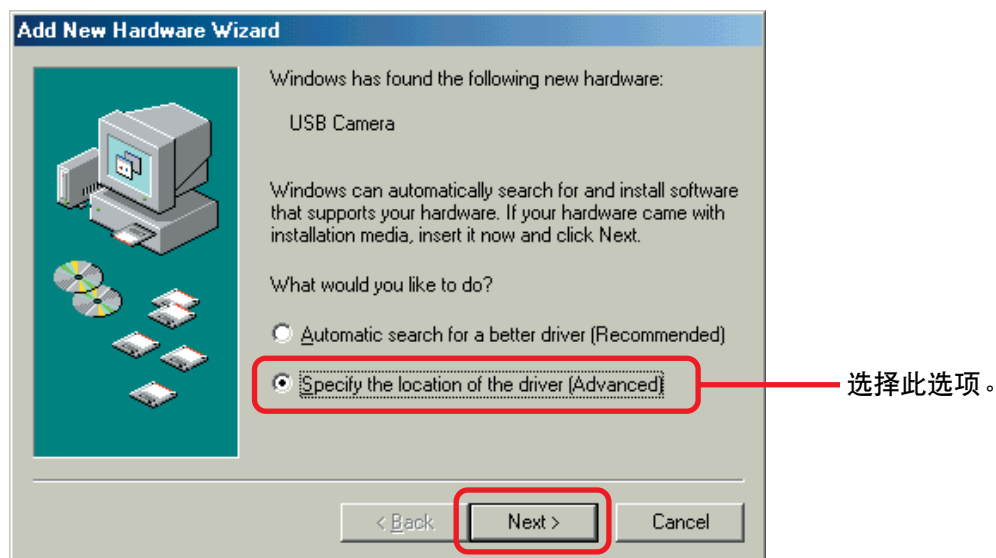 Add New Hardware Wizard
Windows has found the following new hardware:
USB Camera
Windows can automatically search for and install software
that supports your hardware. If your hardware came with
installation media, insert it now and click Next.
What would you like to do?
Automatic search for a better driver (Recommended)
Specify the location of the driver (Advanced)
选择此选项。
< Back
Next >
Cancel